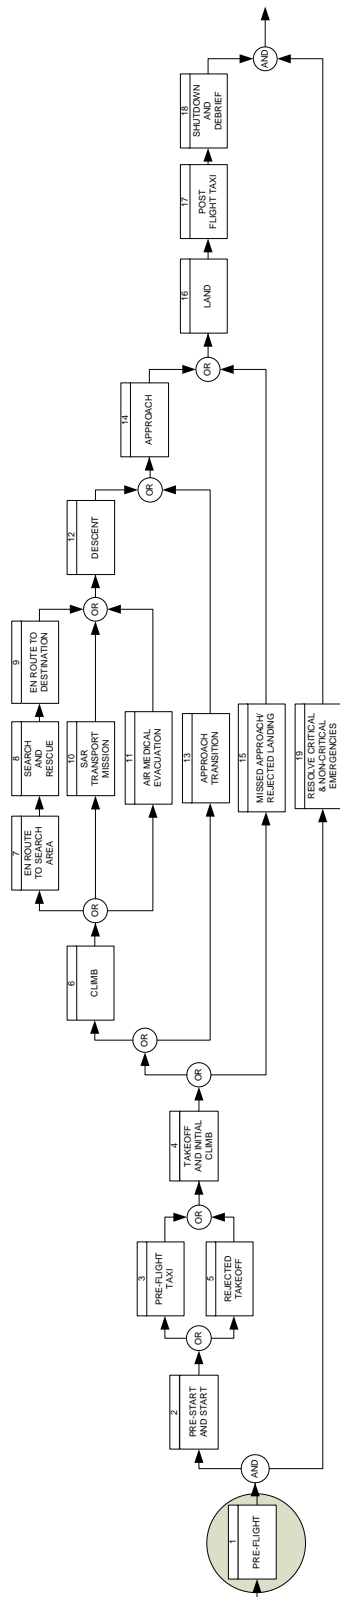 1
PRE-FLIGHT
AND
2
PRE-START
AND START
OR
3
PRE-FLIGHT
TAXI
5
REJECTED
TAKEOFF
OR
4
TAKEOFF
AND INITIAL
CLIMB
OR
OR
6
CLIMB
OR
7
EN ROUTE
TO SEARCH
AREA
8
SEARCH
AND
RESCUE
9
EN ROUTE TO
DESTINATION
10
SAR
TRANSPORT
MISSION
11
AIR MEDICAL
EVACUATION
OR
12
DESCENT
13
APPROACH
TRANSITION
OR
14
APPROACH
15
MISSED APPROACH/
REJECTED LANDING
OR
16
LAND
17
POST
FLIGHT TAXI
18
SHUTDOWN
AND
DEBRIEF
19
RESOLVE CRITICAL
& NON-CRITICAL
EMERGENCIES
AND